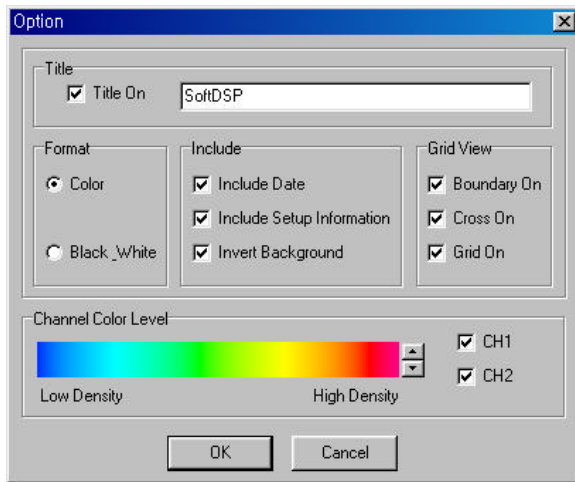 Option
Title
Title On
SoftDSP
Format
Color
Black_White
Include
Include Date
Include Setup Information
Invert Background
Grid View
Boundary On
Cross On
Grid On
Channel Color Level
Low Density
High Density
CH1
CH2
OK
Cancel